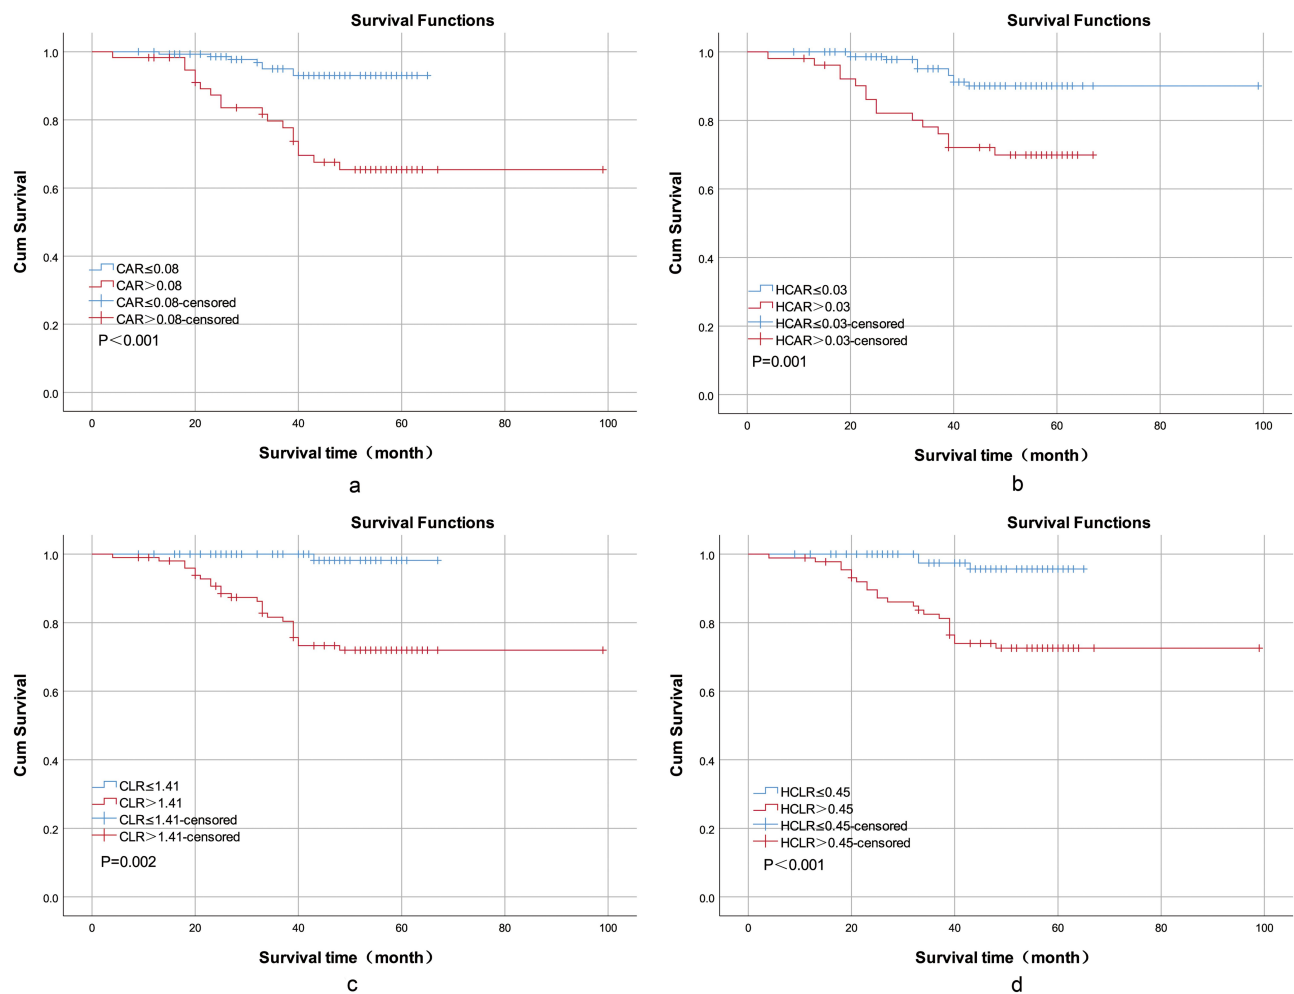 Survival Functions
Cum Survival
1.0
0.8
0.6
0.4
0.2
0.0
CAR≤0.08
CAR＞0.08
CAR≤0.08-censored
CAR＞0.08-censored
P＜0.001
0 20 40 60 80 100
Survival time（month）
a
Survival Functions
Cum Survival
1.0
0.8
0.6
0.4
0.2
0.0
HCAR≤0.03
HCAR＞0.03
HCAR≤0.03-censored
HCAR＞0.03-censored
P=0.001
0 20 40 60 80 100
Survival time（month）
b
Survival Functions
Cum Survival
1.0
0.8
0.6
0.4
0.2
0.0
CLR≤1.41
CLR＞1.41
CLR≤1.41-censored
CLR＞1.41-censored
P=0.002
0 20 40 60 80 100
Survival time（month）
c
Survival Functions
Cum Survival
1.0
0.8
0.6
0.4
0.2
0.0
HCLR≤0.45
HCLR＞0.45
HCLR≤0.45-censored
HCLR＞0.45-censored
P＜0.001
0 20 40 60 80 100
Survival time（month）
d